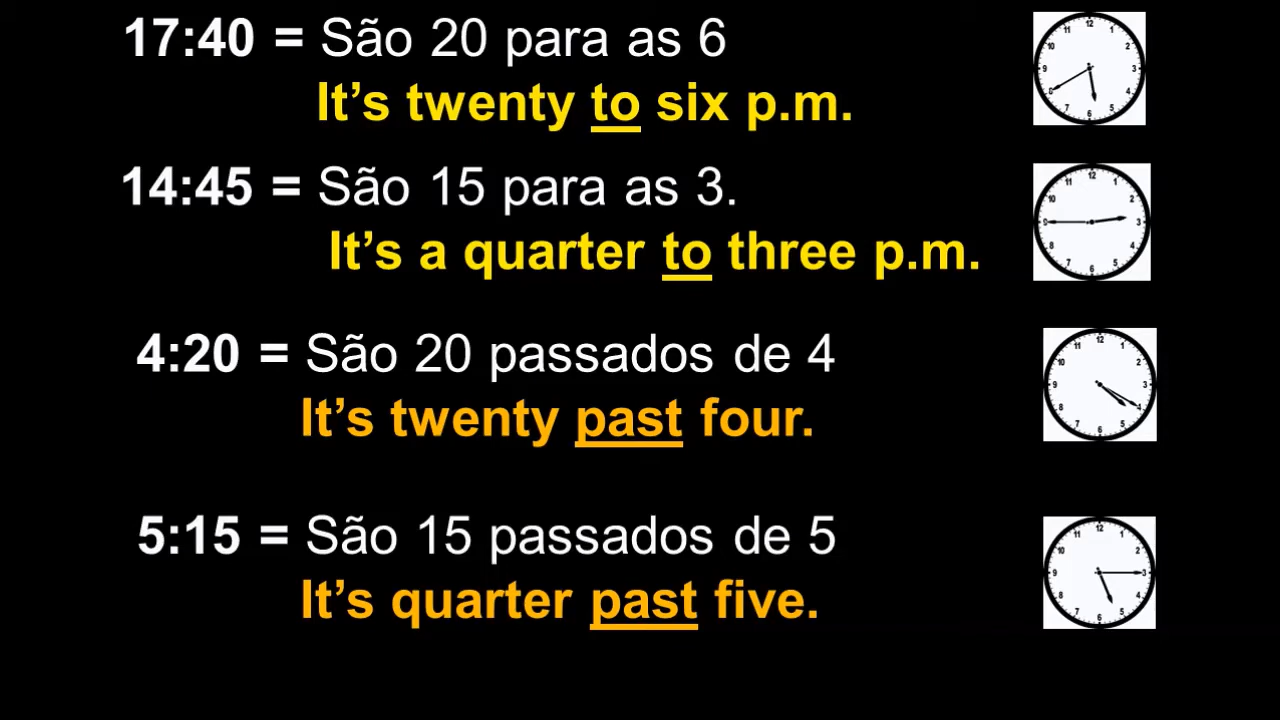 17:40 = São 20 para as 6
It's twenty to six p.m.
14:45 = São 15 para as 3.
It's a quarter to three p.m.
4:20 = São 20 passados de 4
It's twenty past four.
5:15 = São 15 passados de 5
It's quarter past five.